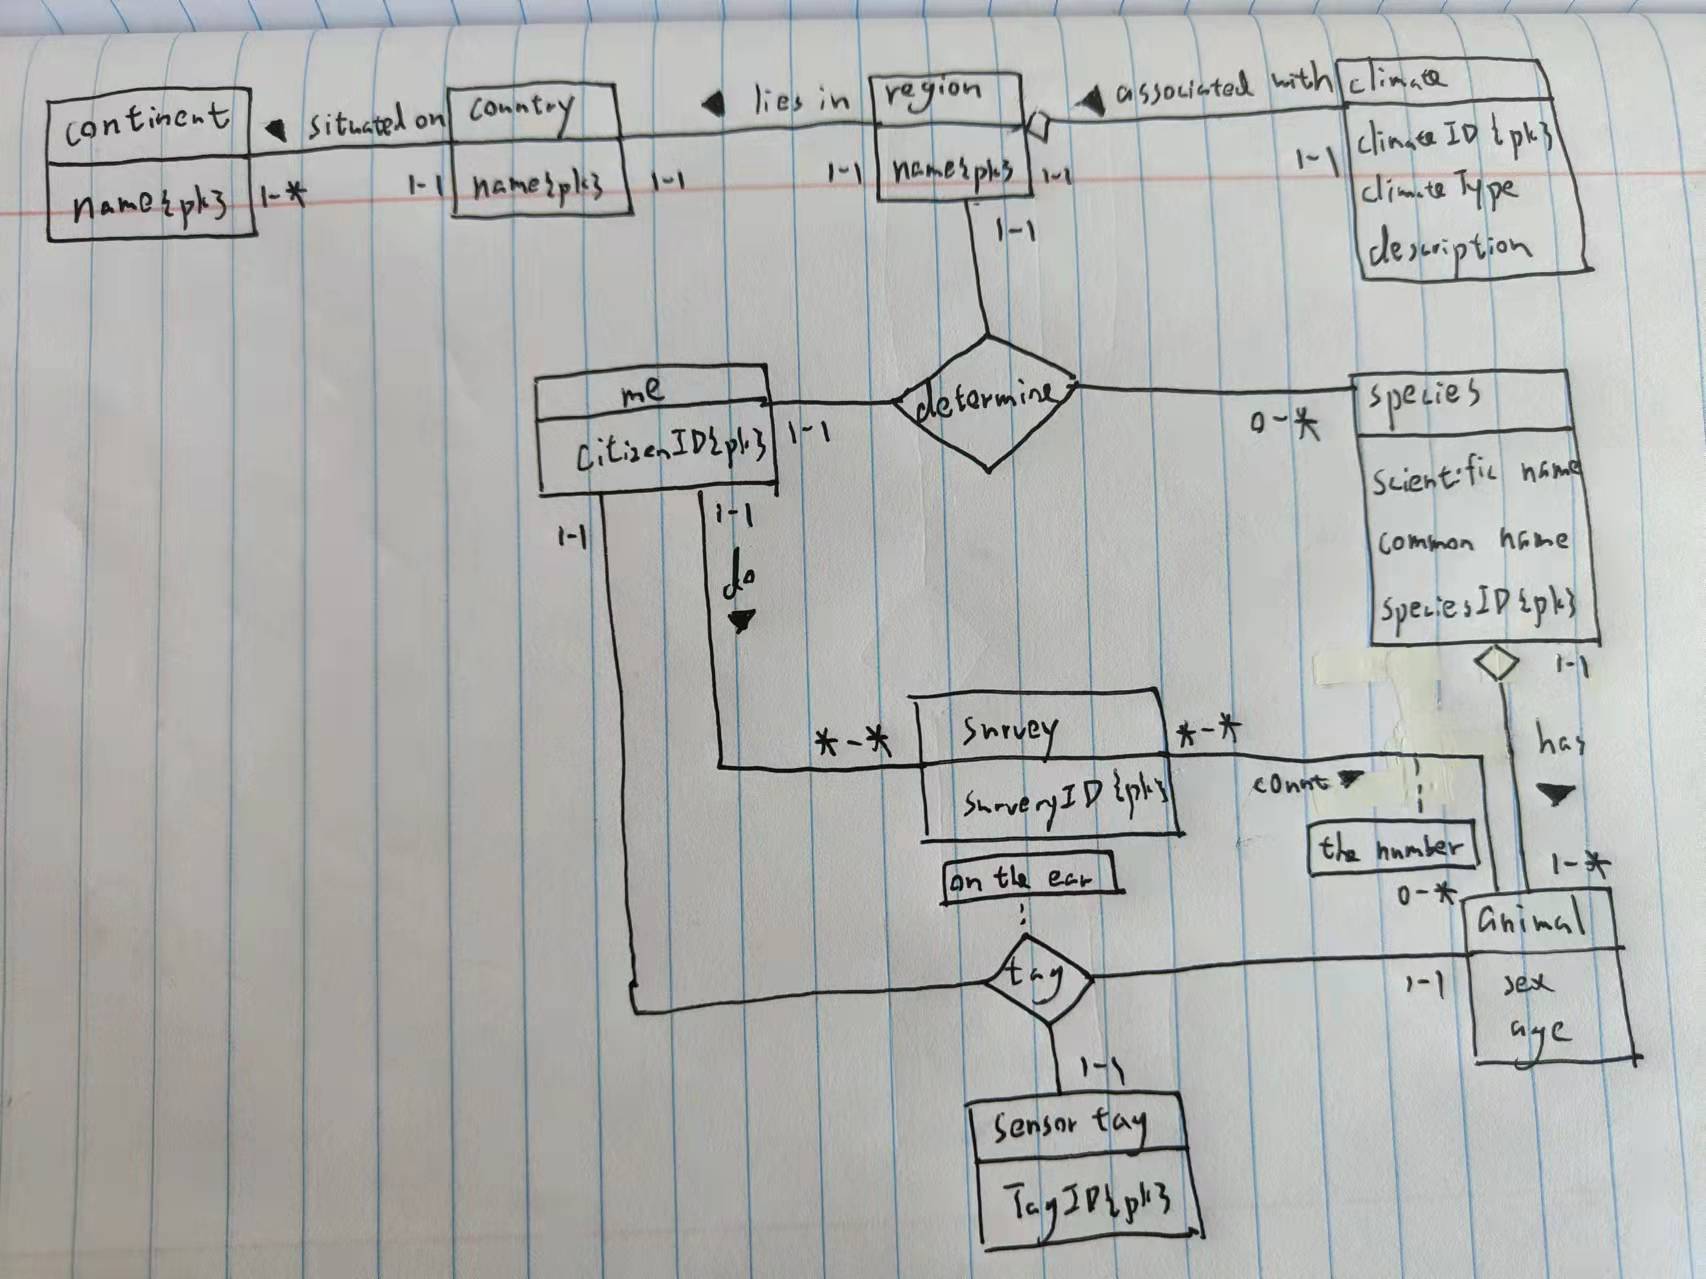 continent
name{pk}
◀ situated on
1-*
1-1
country
name{pk}
◀ lies in
1-1
1-1
region
name{pk}
◀ associated with
1-1
1-1
climate
climateID{pk}
climateType
description
1-1
me
citizenID{pk}
1-1
determine
0-*
species
scientific name
common name
speciesID{pk}
1-1
1-1
do
▼
1-1
has
▼
1-*
*-*
survey
surveryID{pk}
*-*
count ▶
the number
0-*
on the ear
tag
animal
sex
age
1-1
1-1
sensor tag
TagID{pk}